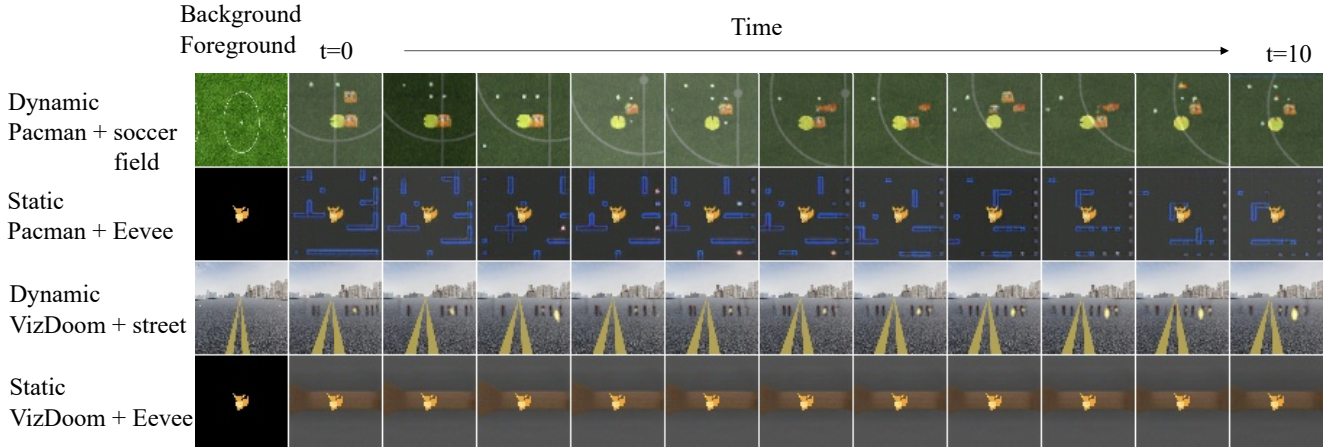 Background
Foreground
t=0
Time
t=10
Dynamic
Pacman + soccer
field
Static
Pacman + Eevee
Dynamic
VizDoom + street
Static
VizDoom + Eevee